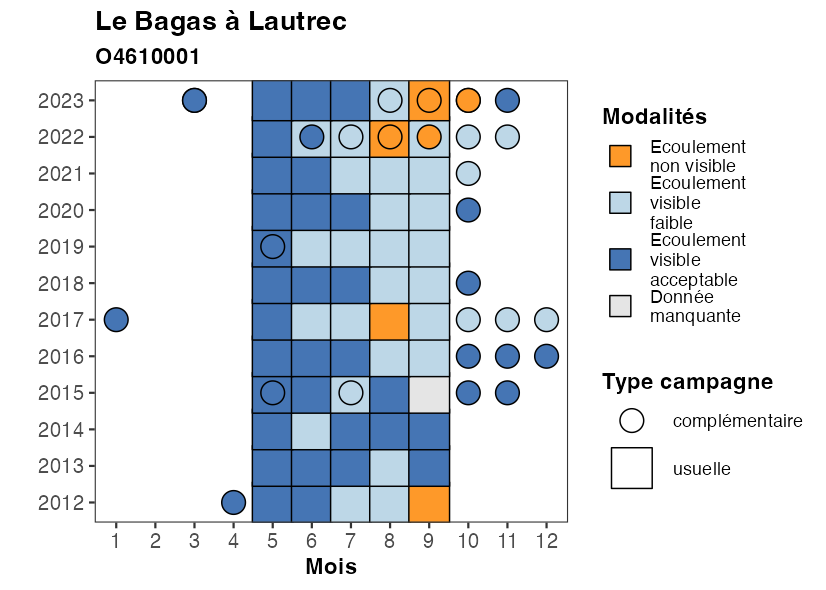 Le Bagas à Lautrec
O4610001
2023
2022
2021
2020
2019
2018
2017
2016
2015
2014
2013
2012
1 2 3 4 5 6 7 8 9 10 11 12
Mois
Modalités
Ecoulement
non visible
Ecoulement
visible
faible
Ecoulement
visible
acceptable
Donnée
manquante
Type campagne
complémentaire
usuelle